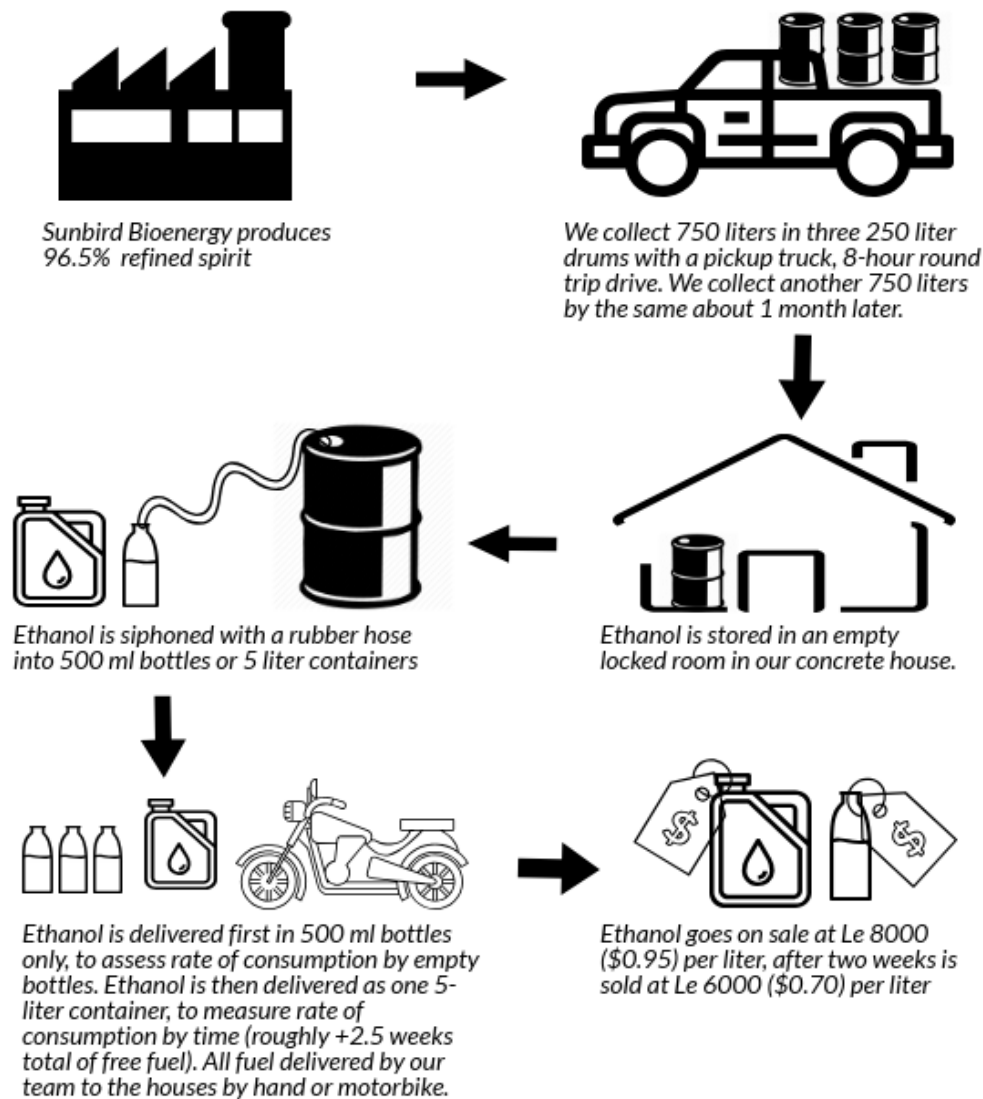 Sunbird Bioenergy produces
96.5% refined spirit
We collect 750 liters in three 250 liter
drums with a pickup truck, 8-hour round
trip drive. We collect another 750 liters
by the same about 1 month later.
Ethanol is stored in an empty
locked room in our concrete house.
Ethanol is siphoned with a rubber hose
into 500 ml bottles or 5 liter containers
Ethanol is delivered first in 500 ml bottles
only, to assess rate of consumption by empty
bottles. Ethanol is then delivered as one 5-
liter container, to measure rate of
consumption by time (roughly +2.5 weeks
total of free fuel). All fuel delivered by our
team to the houses by hand or motorbike.
$
$
Ethanol goes on sale at Le 8000
($0.95) per liter, after two weeks is
sold at Le 6000 ($0.70) per liter